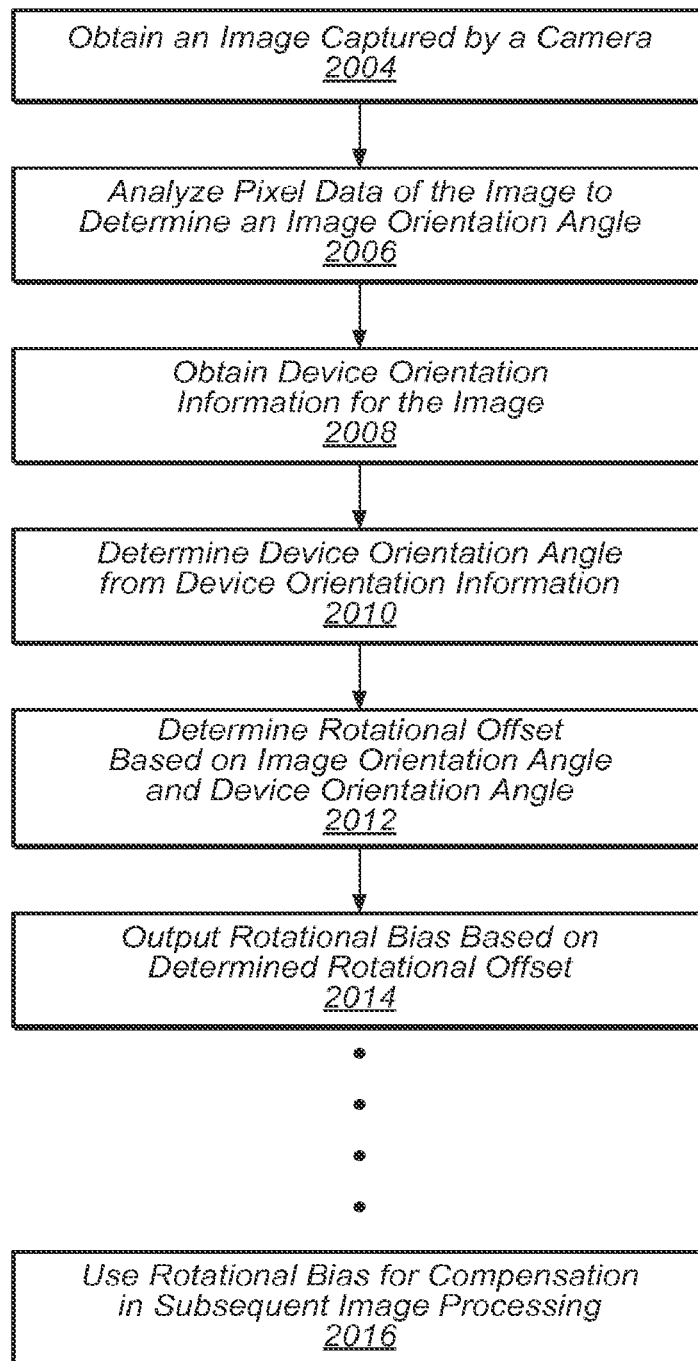 Obtain an Image Captured by a Camera
2004
Analyze Pixel Data of the Image to
Determine an Image Orientation Angle
2006
Obtain Device Orientation
Information for the Image
2008
Determine Device Orientation Angle
from Device Orientation Information
2010
Determine Rotational Offset
Based on Image Orientation Angle
and Device Orientation Angle
2012
Output Rotational Bias Based on
Determined Rotational Offset
2014
Use Rotational Bias for Compensation
in Subsequent Image Processing
2016